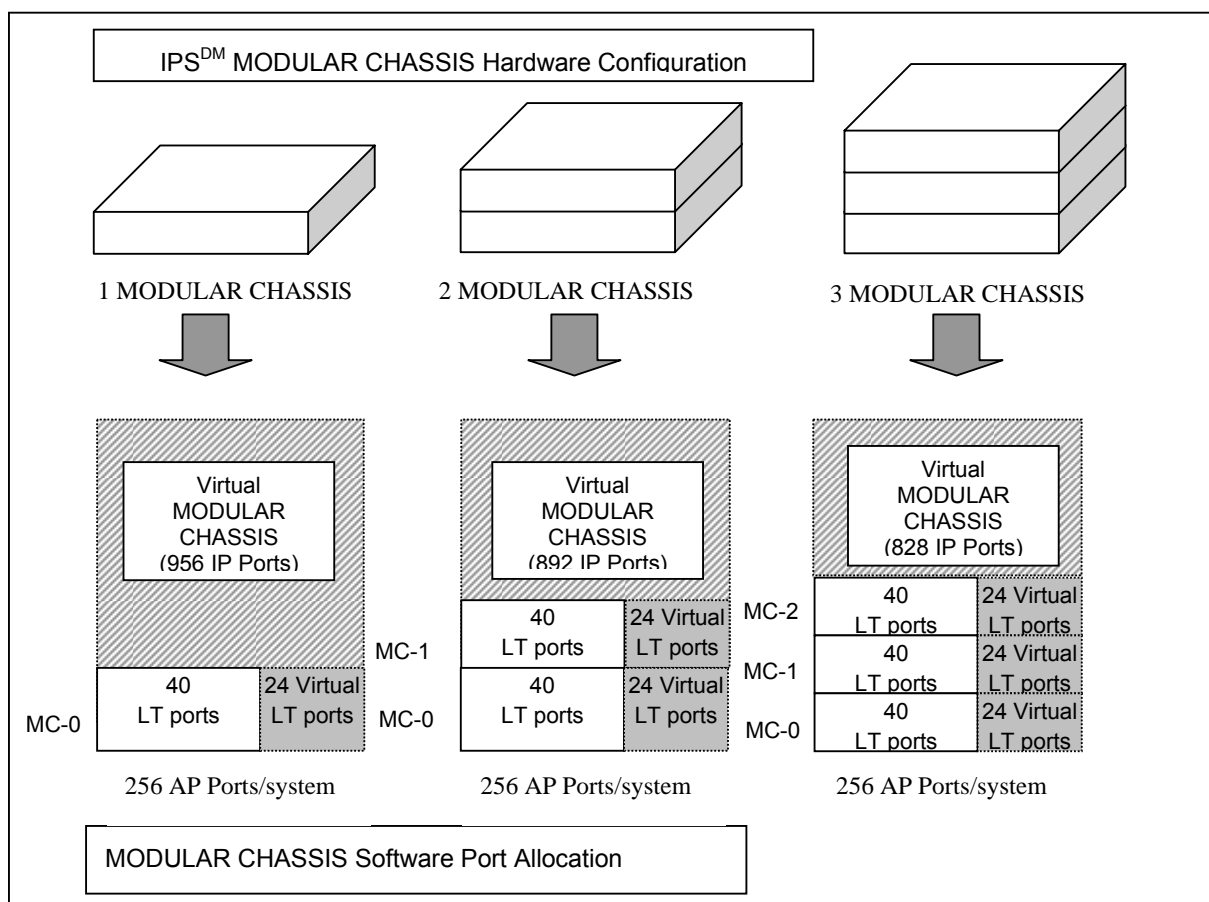 IPSDM MODULAR CHASSIS Hardware Configuration
1 MODULAR CHASSIS
2 MODULAR CHASSIS
3 MODULAR CHASSIS
Virtual
MODULAR
CHASSIS
(956 IP Ports)
Virtual
MODULAR
CHASSIS
(892 IP Ports)
Virtual
MODULAR
CHASSIS
(828 IP Ports)
MC-0
40
LT ports
24 Virtual
LT ports
MC-1
40
LT ports
24 Virtual
LT ports
MC-0
40
LT ports
24 Virtual
LT ports
MC-2
40
LT ports
24 Virtual
LT ports
MC-1
40
LT ports
24 Virtual
LT ports
MC-0
40
LT ports
24 Virtual
LT ports
256 AP Ports/system
256 AP Ports/system
256 AP Ports/system
MODULAR CHASSIS Software Port Allocation